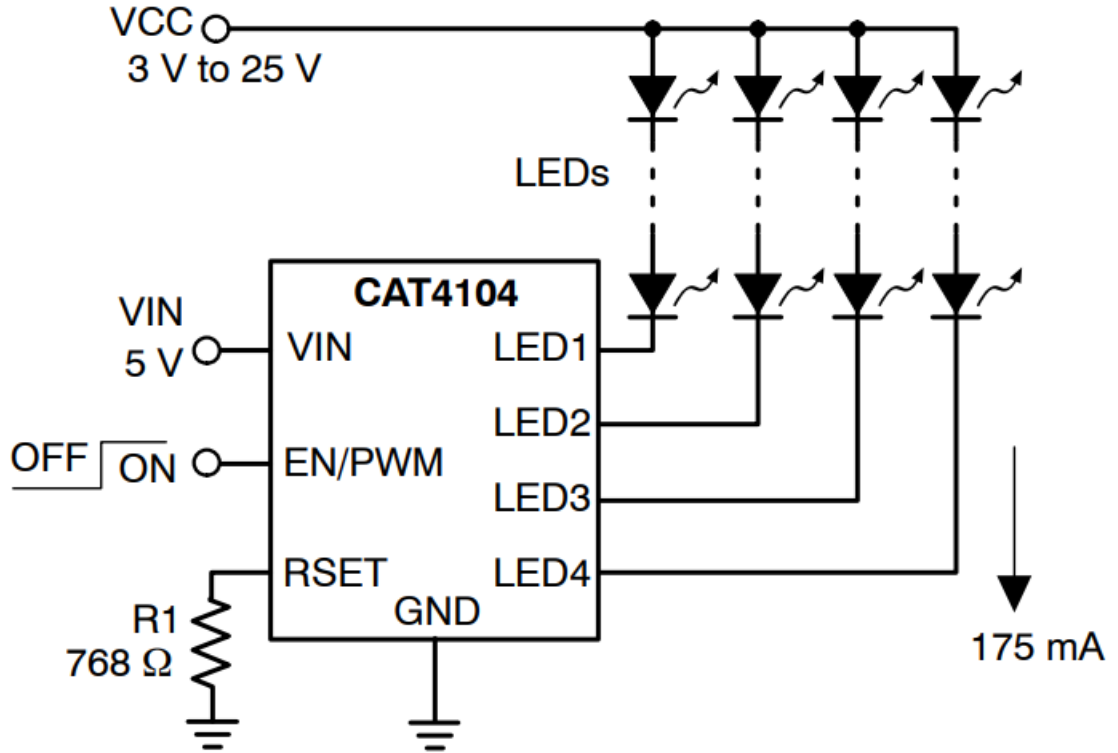 VCC
3 V to 25 V
LEDs
CAT4104
VIN
5 V
VIN
LED1
LED2
OFF
ON
EN/PWM
LED3
RSET
LED4
GND
R1
768 Ω
175 mA